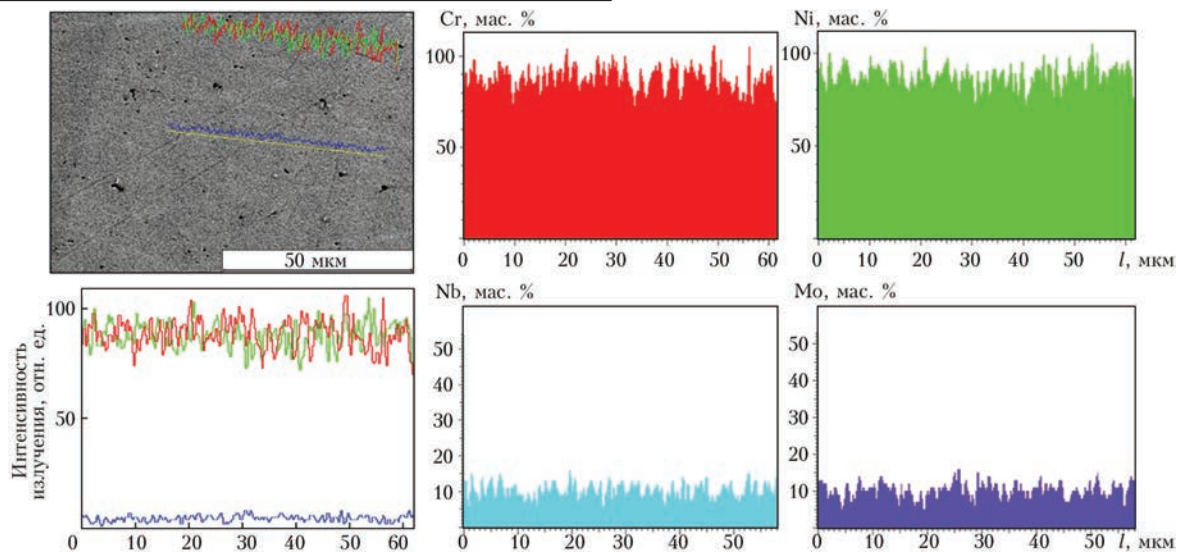 Cr, мас. %
Ni, мас. %
100
50
100
50
50 мкм
0 10 20 30 40 50 60
0 10 20 30 40 50 l, мкм
Nb, мас. %
Mo, мас. %
Интенсивность
излучения, отн. ед.
100
50
50
40
30
20
10
50
40
30
20
10
0 10 20 30 40 50 60
0 10 20 30 40 50
0 10 20 30 40 50 l, мкм